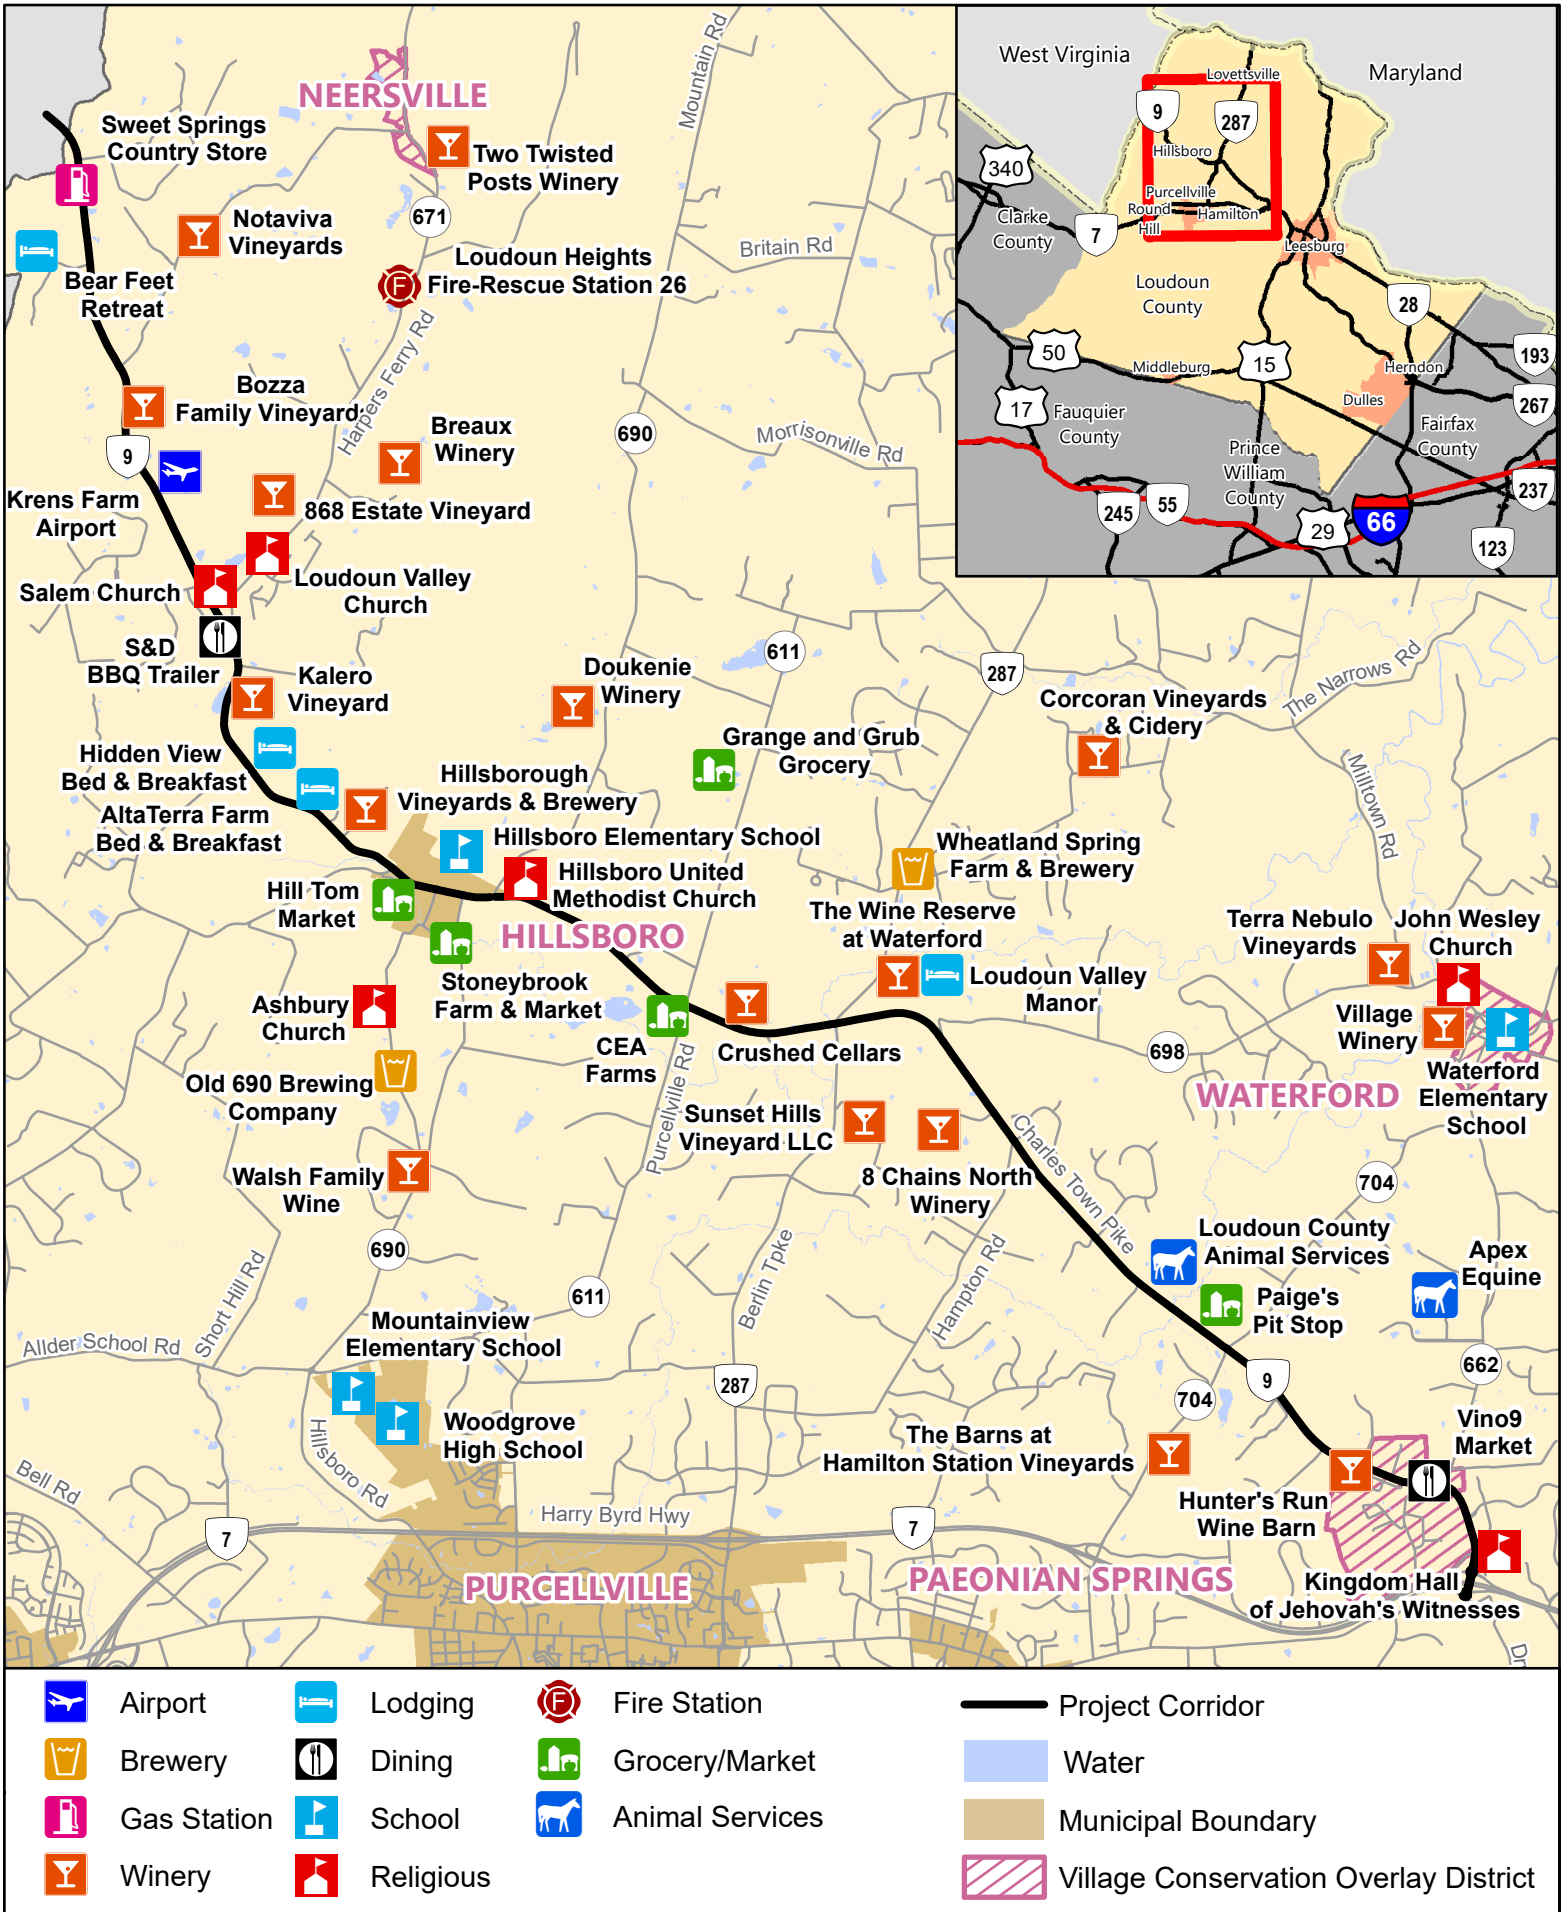 NEERSVILLE
Mountain Rd
Sweet Springs
Country Store
Two Twisted
Posts Winery
671
Notaviva
Vineyards
Britain Rd
Loudoun Heights
Fire-Rescue Station 26
Bear Feet
Retreat
Harpers Ferry Rd
Bozza
Family Vineyards
690
Morrisonville Rd
Breaux
Winery
9
Krens Farm
Airport
868 Estate Vineyard
Loudoun Valley
Church
Salem Church
S&D
BBQ Trailer
Kalero
Vineyard
Doukenie
Winery
611
287
The Narrows Rd
Corcoran Vineyards
& Cidery
Grange and Grub
Grocery
Hidden View
Bed & Breakfast
Milltown Rd
Hillsborough
Vineyards & Brewery
AltaTerra Farm
Bed & Breakfast
Hillsboro Elementary School
Wheatland Spring
Farm & Brewery
Hillsboro United
Methodist Church
Hill Tom
Market
The Wine Reserve
at Waterford
Terra Nebulo
Vineyards
John Wesley
Church
HILLSBORO
Stoneybrook
Farm & Market
Loudoun Valley
Manor
Ashbury
Church
Village
Winery
CEA
Farms
Crushed Cellars
698
Waterford
Elementary
School
WATERFORD
Old 690 Brewing
Company
Purcellville Rd
Sunset Hills
Vineyard LLC
Charles Town Pike
8 Chains North
Winery
Walsh Family
Wine
704
690
Loudoun County
Animal Services
Apex
Equine
Short Hill Rd
611
Berlin Tpke
Hampton Rd
Paige's
Pit Stop
Mountainview
Elementary School
Allder School Rd
662
287
9
704
Woodgrove
High School
Vino9
Market
The Barns at
Hamilton Station Vineyards
Hillsboro Rd
Bell Rd
Hunter's Run
Wine Barn
Harry Byrd Hwy
7
7
PURCELLVILLE
PAEONIAN SPRINGS
Kingdom Hall
of Jehovah's Witnesses
Dr
West Virginia
Maryland
Lovettsville
9
287
Hillsboro
340
Purcellville
Round
Hill
Hamilton
Clarke
County
7
Leesburg
Loudoun
County
28
50
Middleburg
15
Herndon
193
17
Fauquier
County
Dulles
267
Fairfax
County
Prince
William
County
237
245
55
29
66
123
Airport
Lodging
Fire Station
Project Corridor
Brewery
Dining
Grocery/Market
Water
Gas Station
School
Animal Services
Municipal Boundary
Winery
Religious
Village Conservation Overlay District